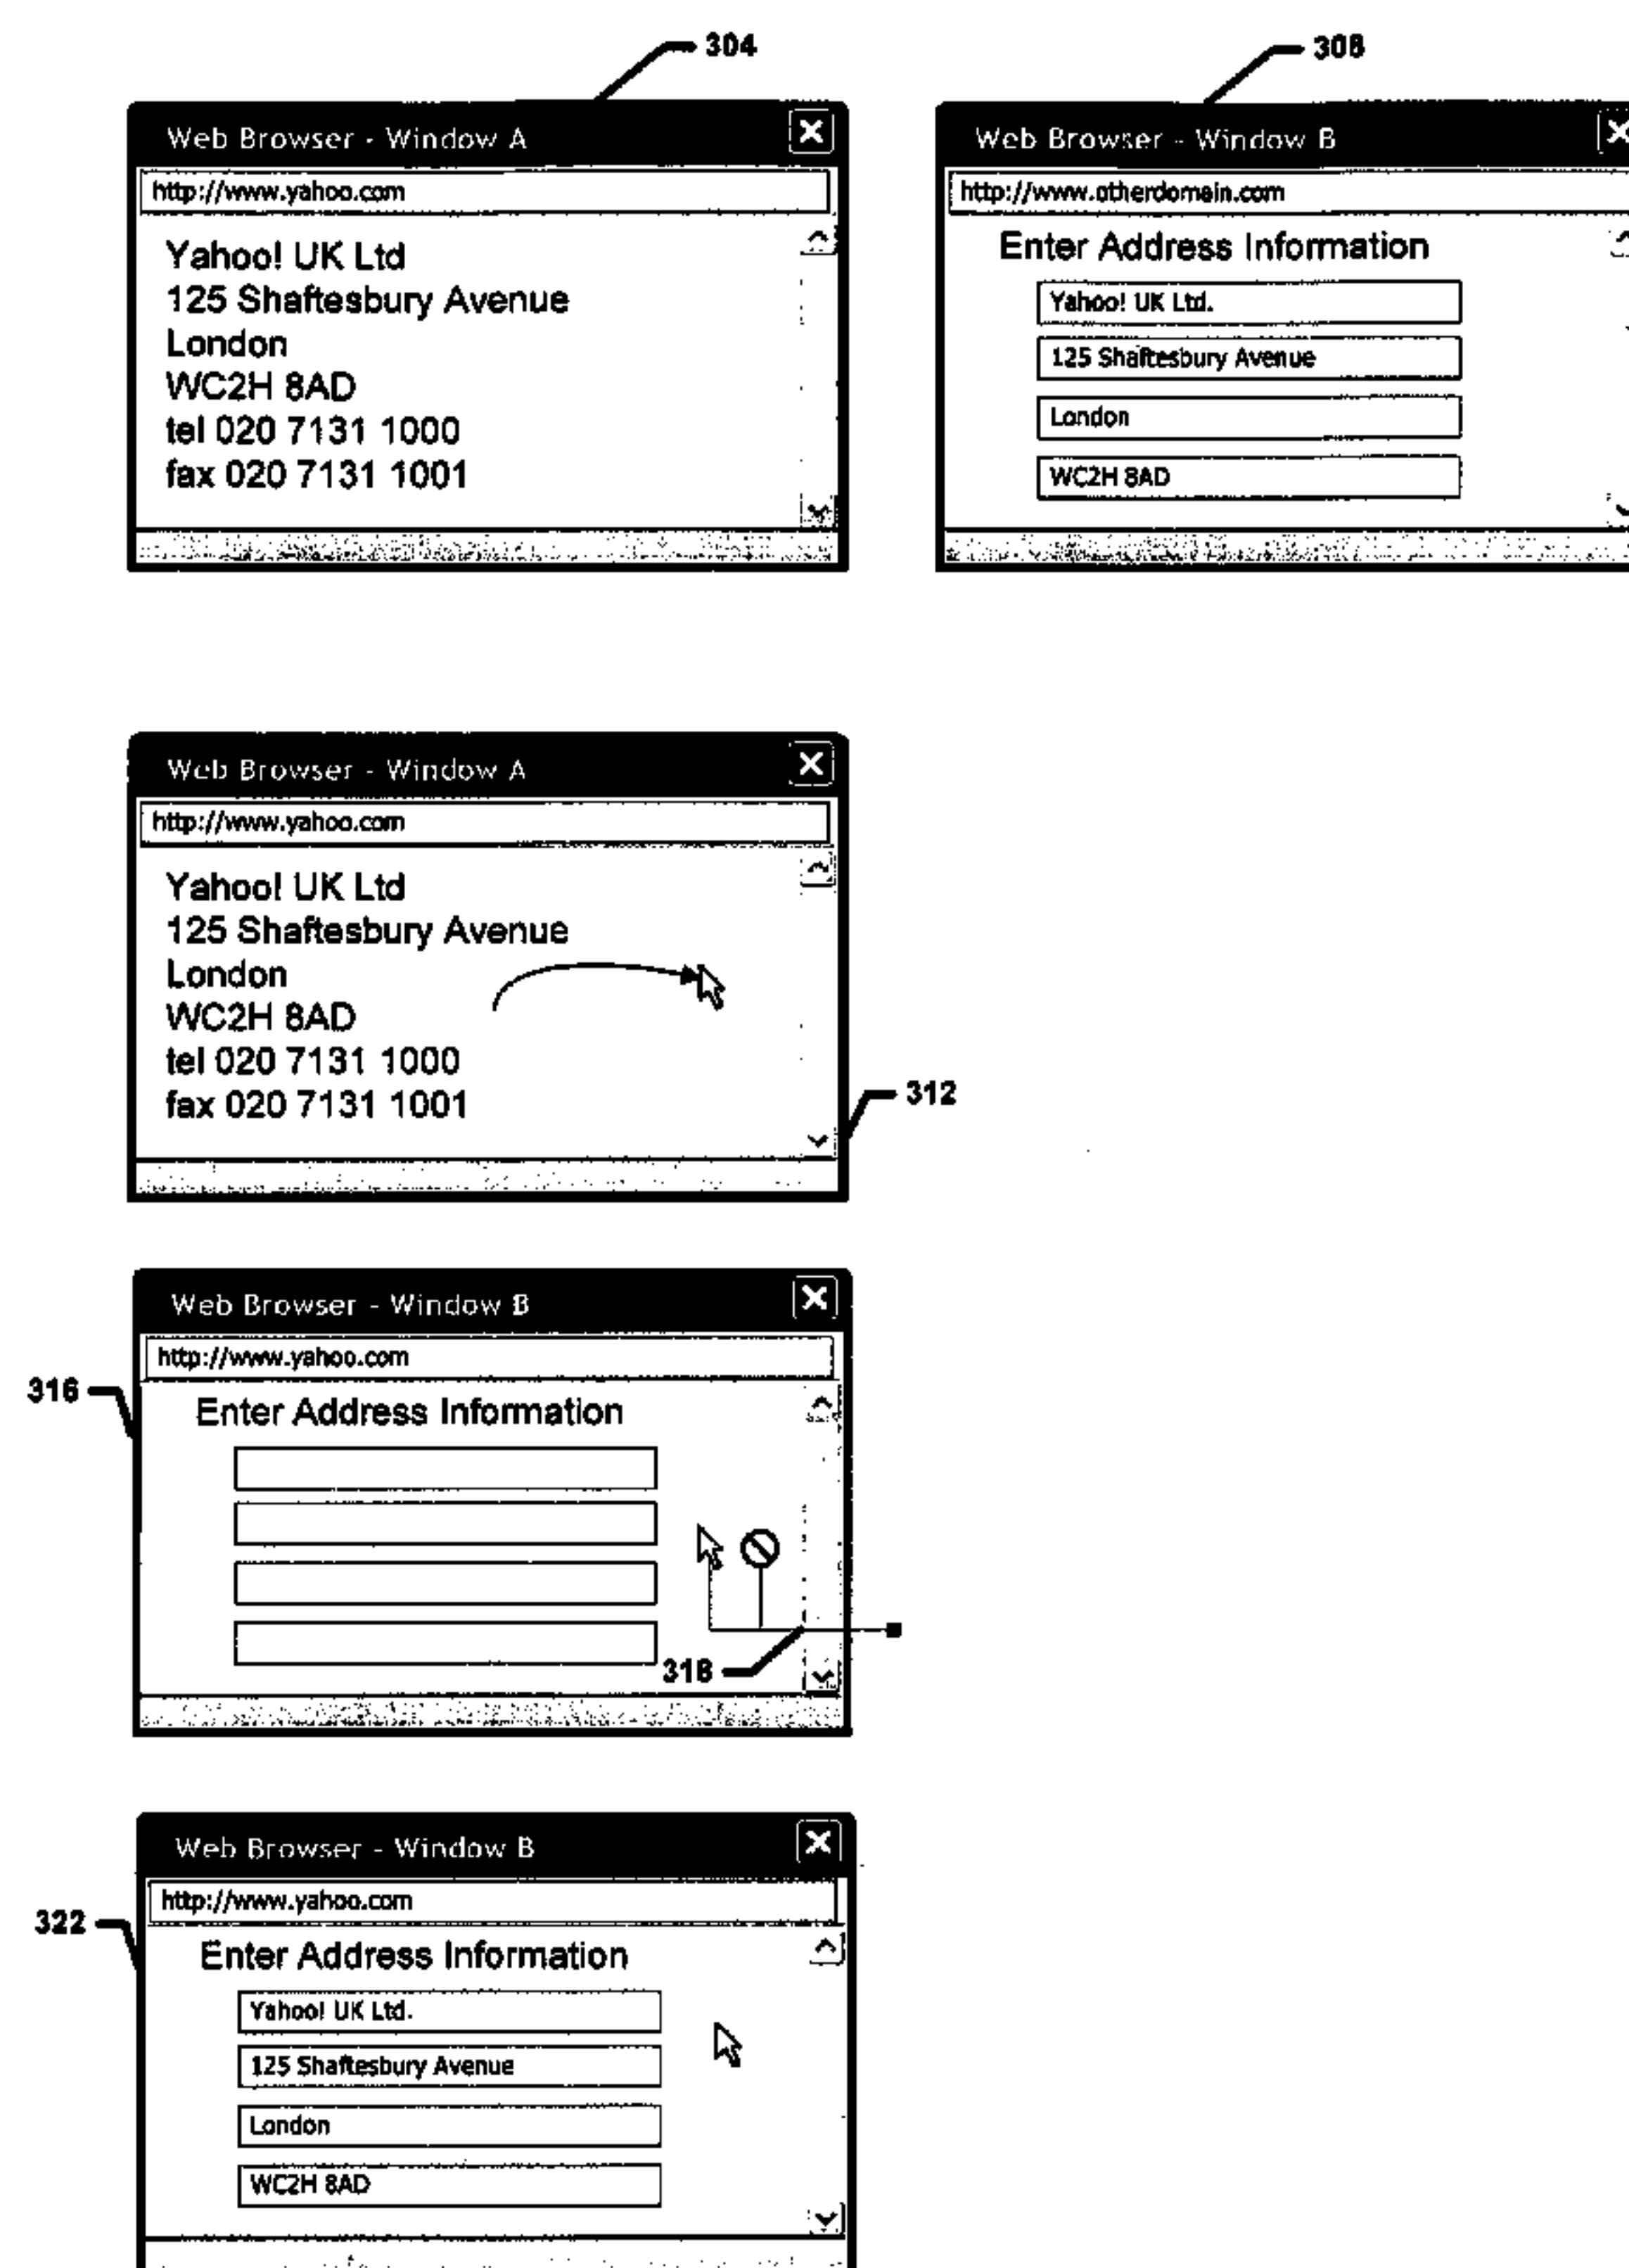 304
Web Browser - Window A
http://www.yahoo.com
Yahoo! UK Ltd
125 Shaftesbury Avenue
London
WC2H 8AD
tel 020 7131 1000
fax 020 7131 1001
308
Web Browser - Window B
http://www.otherdomain.com
Enter Address Information
Yahoo! UK Ltd.
125 Shaftesbury Avenue
London
WC2H 8AD
Web Browser - Window A
http://www.yahoo.com
Yahoo! UK Ltd
125 Shaftesbury Avenue
London
WC2H 8AD
tel 020 7131 1000
fax 020 7131 1001
312
Web Browser - Window B
http://www.yahoo.com
316
Enter Address Information
318
Web Browser - Window B
http://www.yahoo.com
322
Enter Address Information
Yahoo! UK Ltd.
125 Shaftesbury Avenue
London
WC2H 8AD